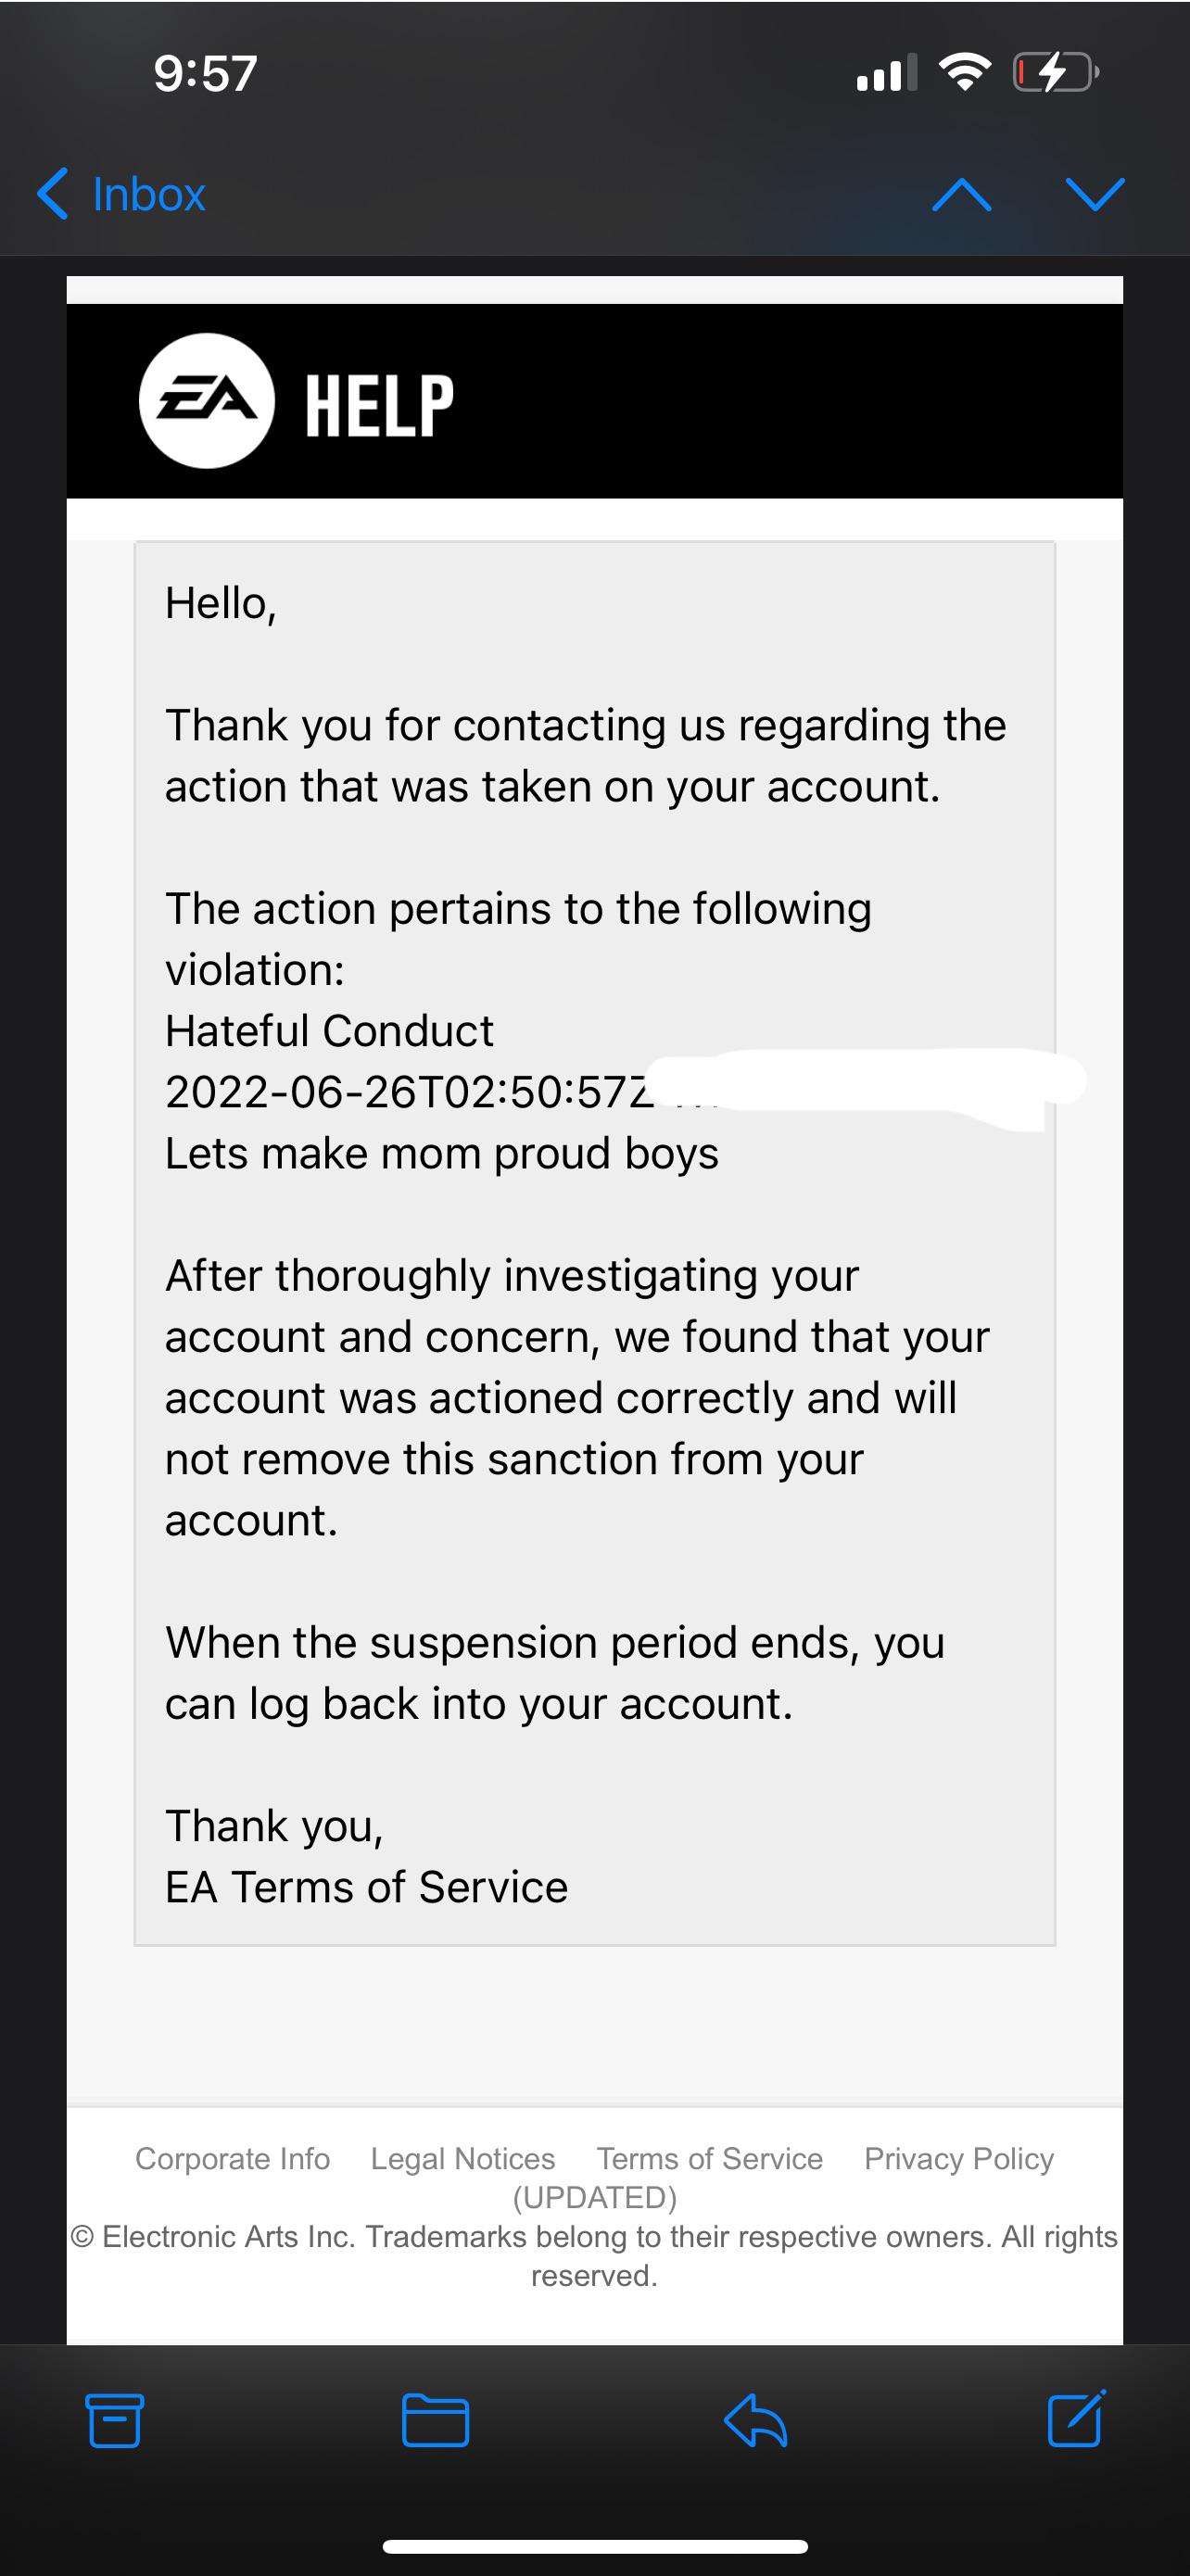 9:57
Inbox
EA HELP
Hello,
Thank you for contacting us regarding the
action that was taken on your account.
The action pertains to the following
violation:
Hateful Conduct
2022-06-26T02:50:57Z
Lets make mom proud boys
After thoroughly investigating your
account and concern, we found that your
account was actioned correctly and will
not remove this sanction from your
account.
When the suspension period ends, you
can log back into your account.
Thank you,
EA Terms of Service
Corporate Info Legal Notices Terms of Service Privacy Policy
(UPDATED)
© Electronic Arts Inc. Trademarks belong to their respective owners. All rights
reserved.